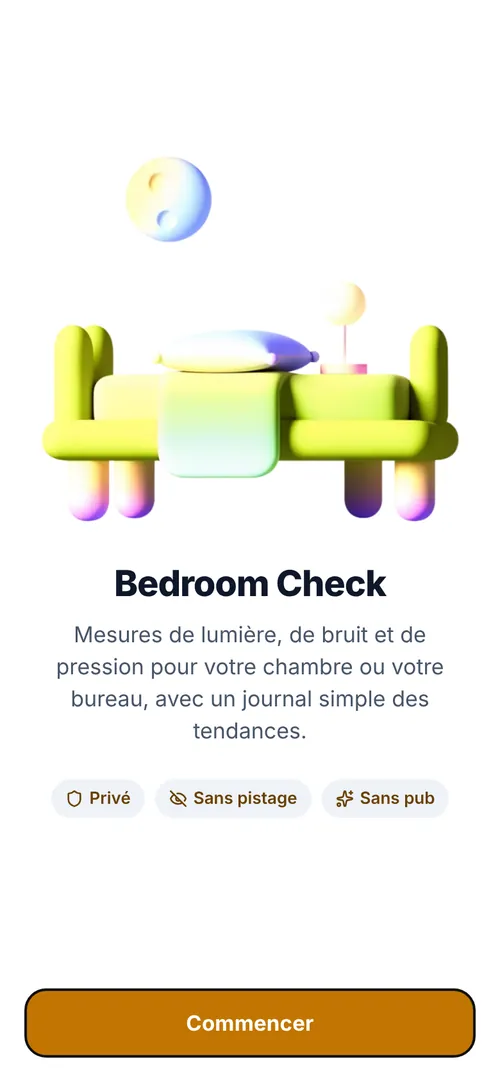 Bedroom Check
Mesures de lumière, de bruit et de
pression pour votre chambre ou votre
bureau, avec un journal simple des
tendances.
Privé
Sans pistage
Sans pub
Commencer